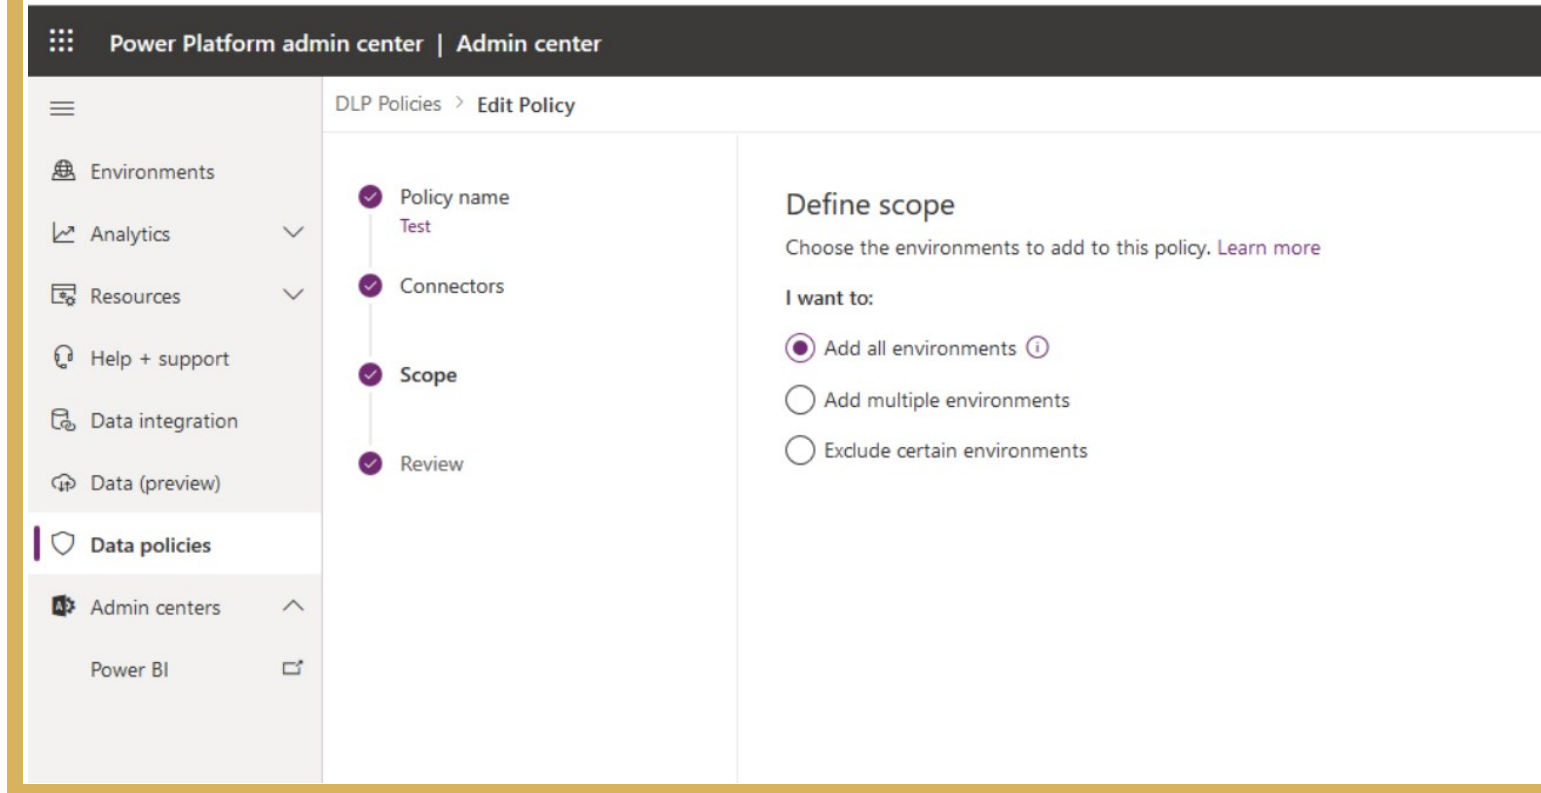 Power Platform admin center | Admin center
DLP Policies > Edit Policy
Environments
Analytics
Resources
Help + support
Data integration
Data (preview)
Data policies
Admin centers
Power BI
Policy name
Test
Connectors
Scope
Review
Define scope
Choose the environments to add to this policy. Learn more
I want to:
Add all environments
Add multiple environments
Exclude certain environments